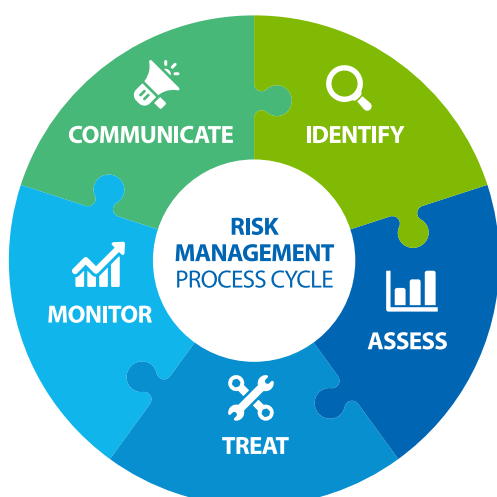 RISK
MANAGEMENT
PROCESS CYCLE
IDENTIFY
ASSESS
TREAT
MONITOR
COMMUNICATE